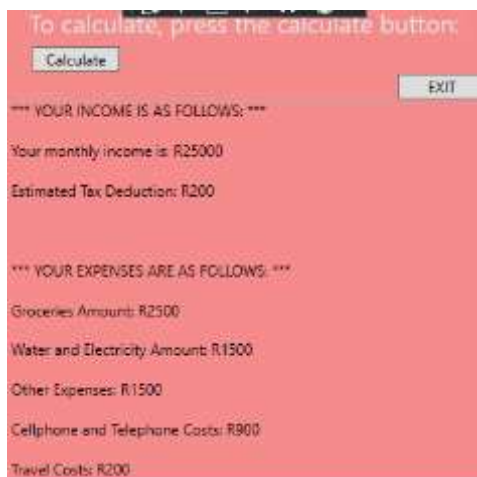 To calculate, press the calculate button:
Calculate
EXIT
*** YOUR INCOME IS AS FOLLOWS: ***
Your monthly income is: R25000
Estimated Tax Deduction: R200
*** YOUR EXPENSES ARE AS FOLLOWS: ***
Groceries Amount: R2500
Water and Electricity Amount: R1500
Other Expenses: R1500
Cellphone and Telephone Costs: R900
Travel Costs: R200